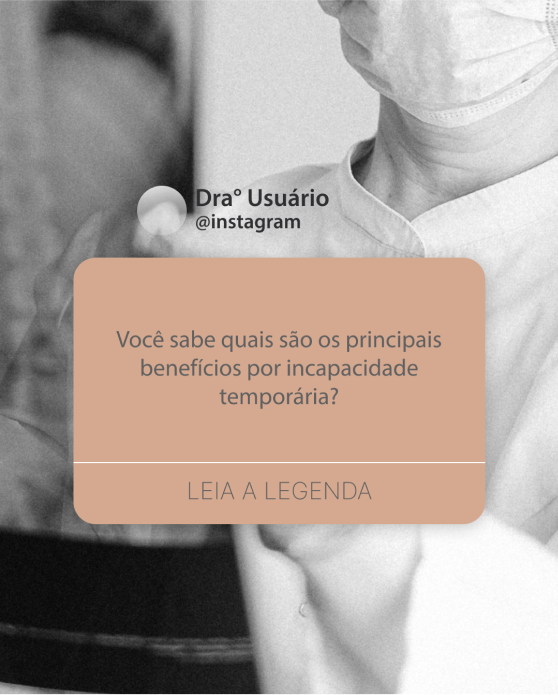 Dra° Usuário
@instagram
Você sabe quais são os principais
benefícios por incapacidade
temporária?
LEIA A LEGENDA